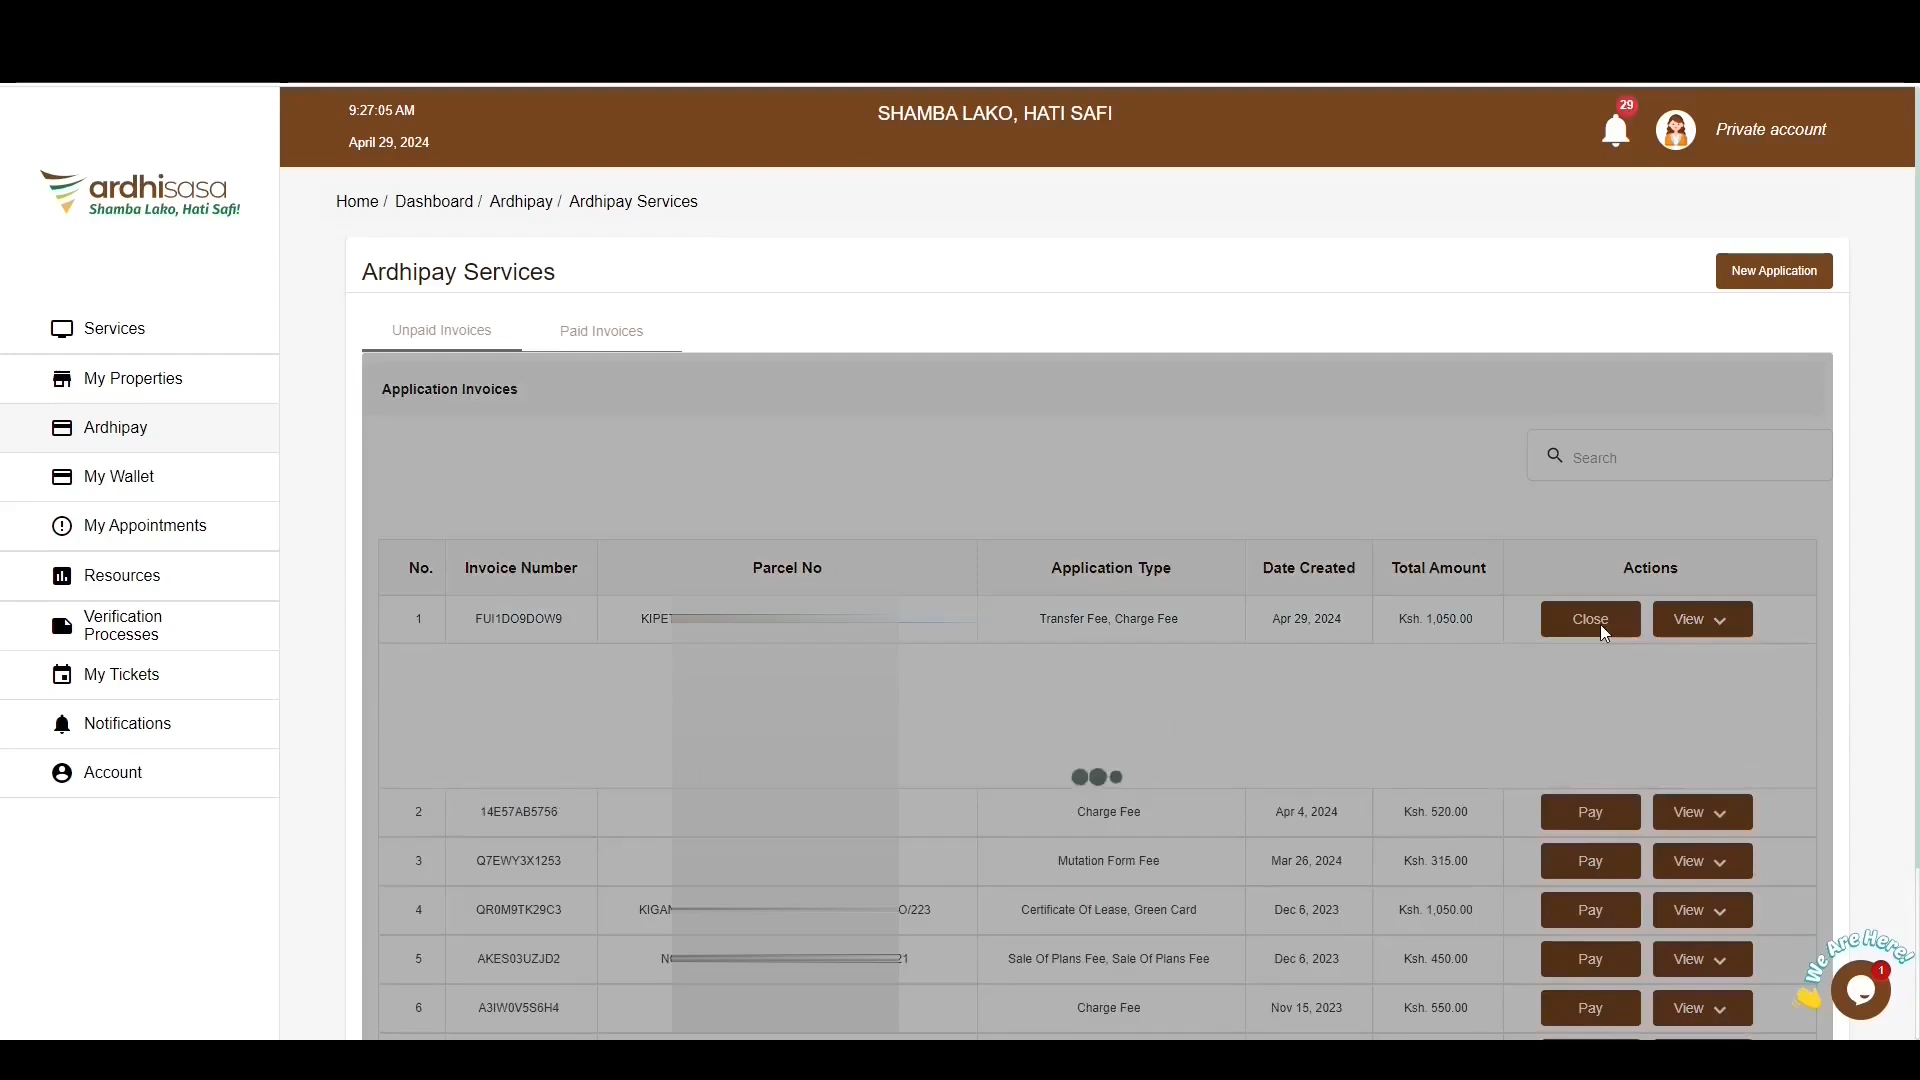 9:27:05 AM
SHAMBA LAKO, HATI SAFI
29
Private account
April 29, 2024
ardhisasa
Shamba Lako, Hati Safi!
Home / Dashboard / Ardhipay / Ardhipay Services
Ardhipay Services
New Application
Services
My Properties
Ardhipay
My Wallet
My Appointments
Resources
Verification
Processes
My Tickets
Notifications
Account
Unpaid Invoices Paid Invoices
Application Invoices
Search
No. Invoice Number Parcel No Application Type Date Created Total Amount Actions
1 FUI1DO9DOW9 KIPE Transfer Fee, Charge Fee Apr 29, 2024 Ksh. 1,050.00 Close View
2 14E57AB5756 Charge Fee Apr 4, 2024 Ksh. 520.00 Pay View
3 Q7EWY3X1253 Mutation Form Fee Mar 26, 2024 Ksh. 315.00 Pay View
4 QR0M9TK29C3 KIGA O/223 Certificate Of Lease, Green Card Dec 6, 2023 Ksh. 1,050.00 Pay View
5 AKES03UZJD2 N 21 Sale Of Plans Fee, Sale Of Plans Fee Dec 6, 2023 Ksh. 450.00 Pay View
6 A3IW0V5S6H4 Charge Fee Nov 15, 2023 Ksh. 550.00 Pay View
We Are Here!
1